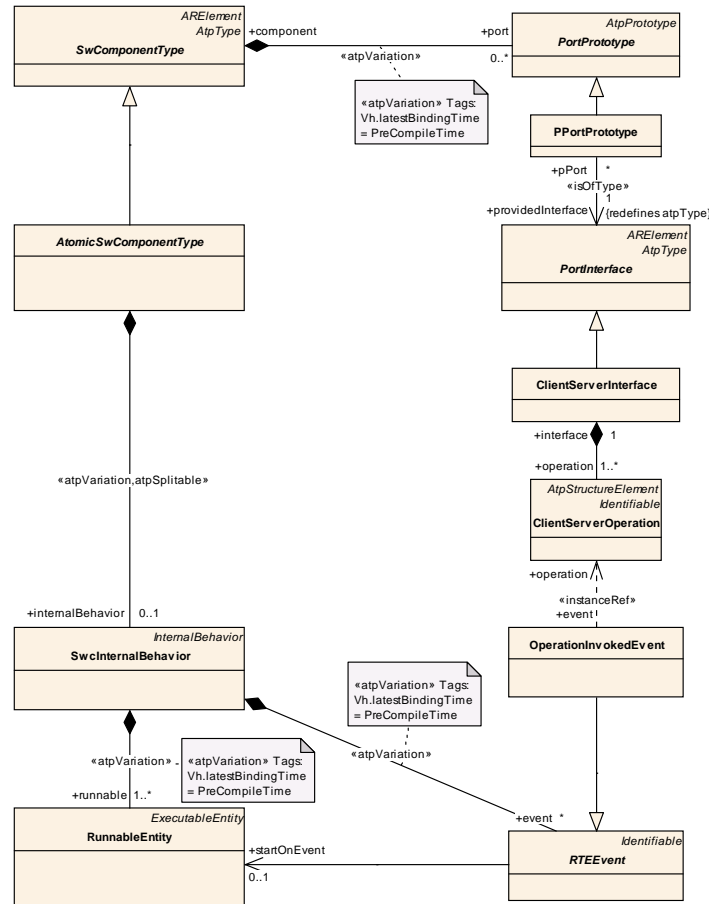 ARElement
AtpType
SwComponentType
+component
+port
«atpVariation»
0..*
AtpPrototype
PortPrototype
«atpVariation» Tags:
Vh.latestBindingTime
= PreCompileTime
PPortPrototype
+pPort *
«isOfType»
1
+providedInterface {redefines atpType}
AtomicSwComponentType
ARElement
AtpType
PortInterface
ClientServerInterface
+interface 1
+operation 1..*
«atpVariation,atpSplitable»
AtpStructureElement
Identifiable
ClientServerOperation
+operation
«instanceRef»
+event
+internalBehavior 0..1
InternalBehavior
SwcInternalBehavior
OperationInvokedEvent
«atpVariation» Tags:
Vh.latestBindingTime
= PreCompileTime
«atpVariation»
«atpVariation»
«atpVariation» Tags:
Vh.latestBindingTime
= PreCompileTime
+runnable 1..*
+event *
ExecutableEntity
RunnableEntity
+startOnEvent
0..1
Identifiable
RTEEvent